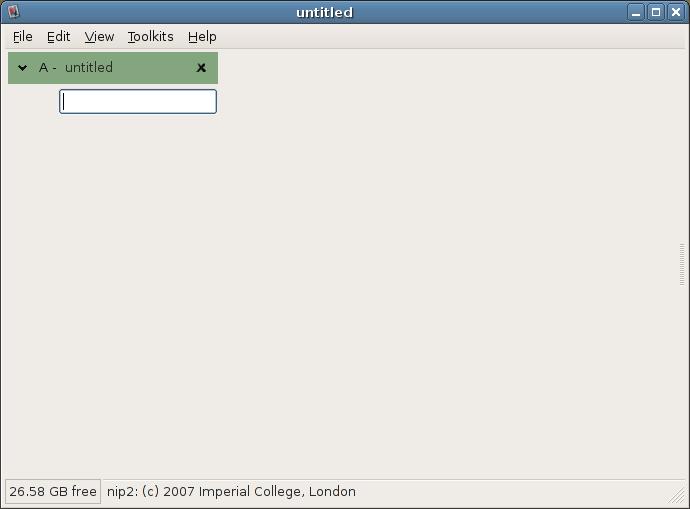 untitled
File Edit View Toolkits Help
A - untitled
26.58 GB free nip2: (c) 2007 Imperial College, London